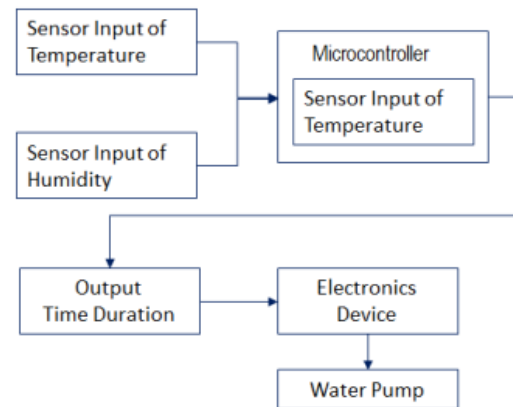 Sensor Input of
Temperature
Microcontroller
Sensor Input of
Temperature
Sensor Input of
Humidity
Output
Time Duration
Electronics
Device
Water Pump